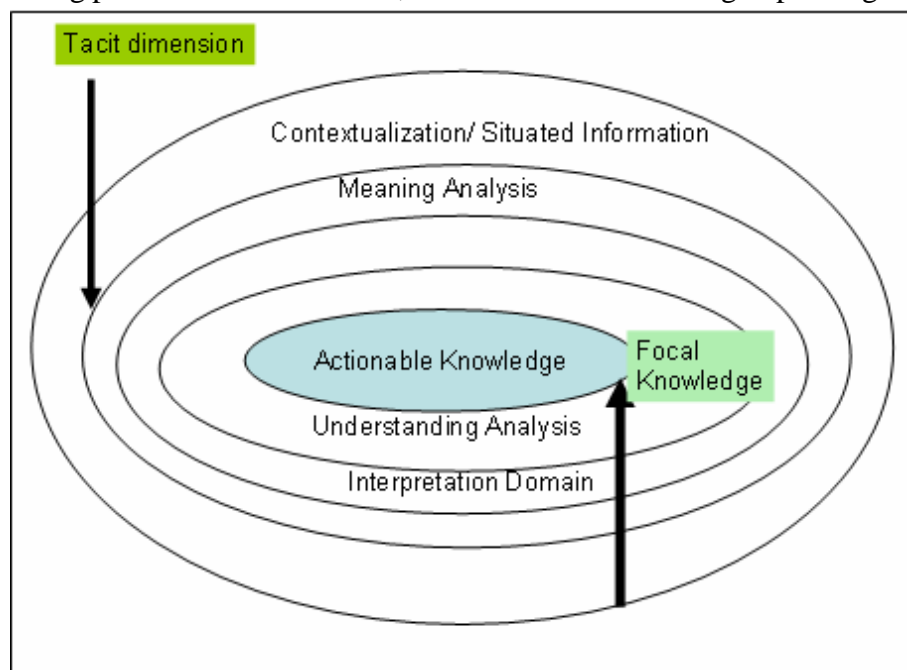 Tacit dimension
Contextualization/ Situated Information
Meaning Analysis
Actionable Knowledge
Focal
Knowledge
Understanding Analysis
Interpretation Domain